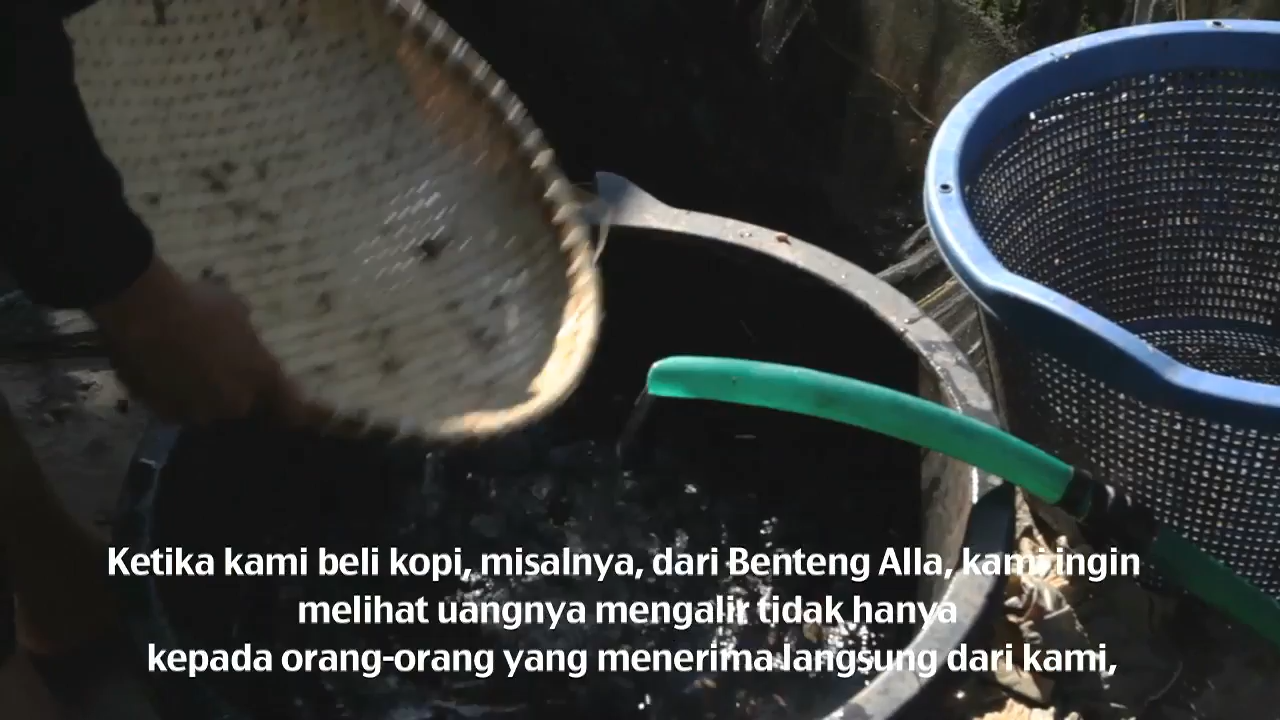 Ketika kami beli kopi, misalnya, dari Benteng Alla, kami ingin
melihat uangnya mengalir tidak hanya
kepada orang-orang yang menerima langsung dari kami,